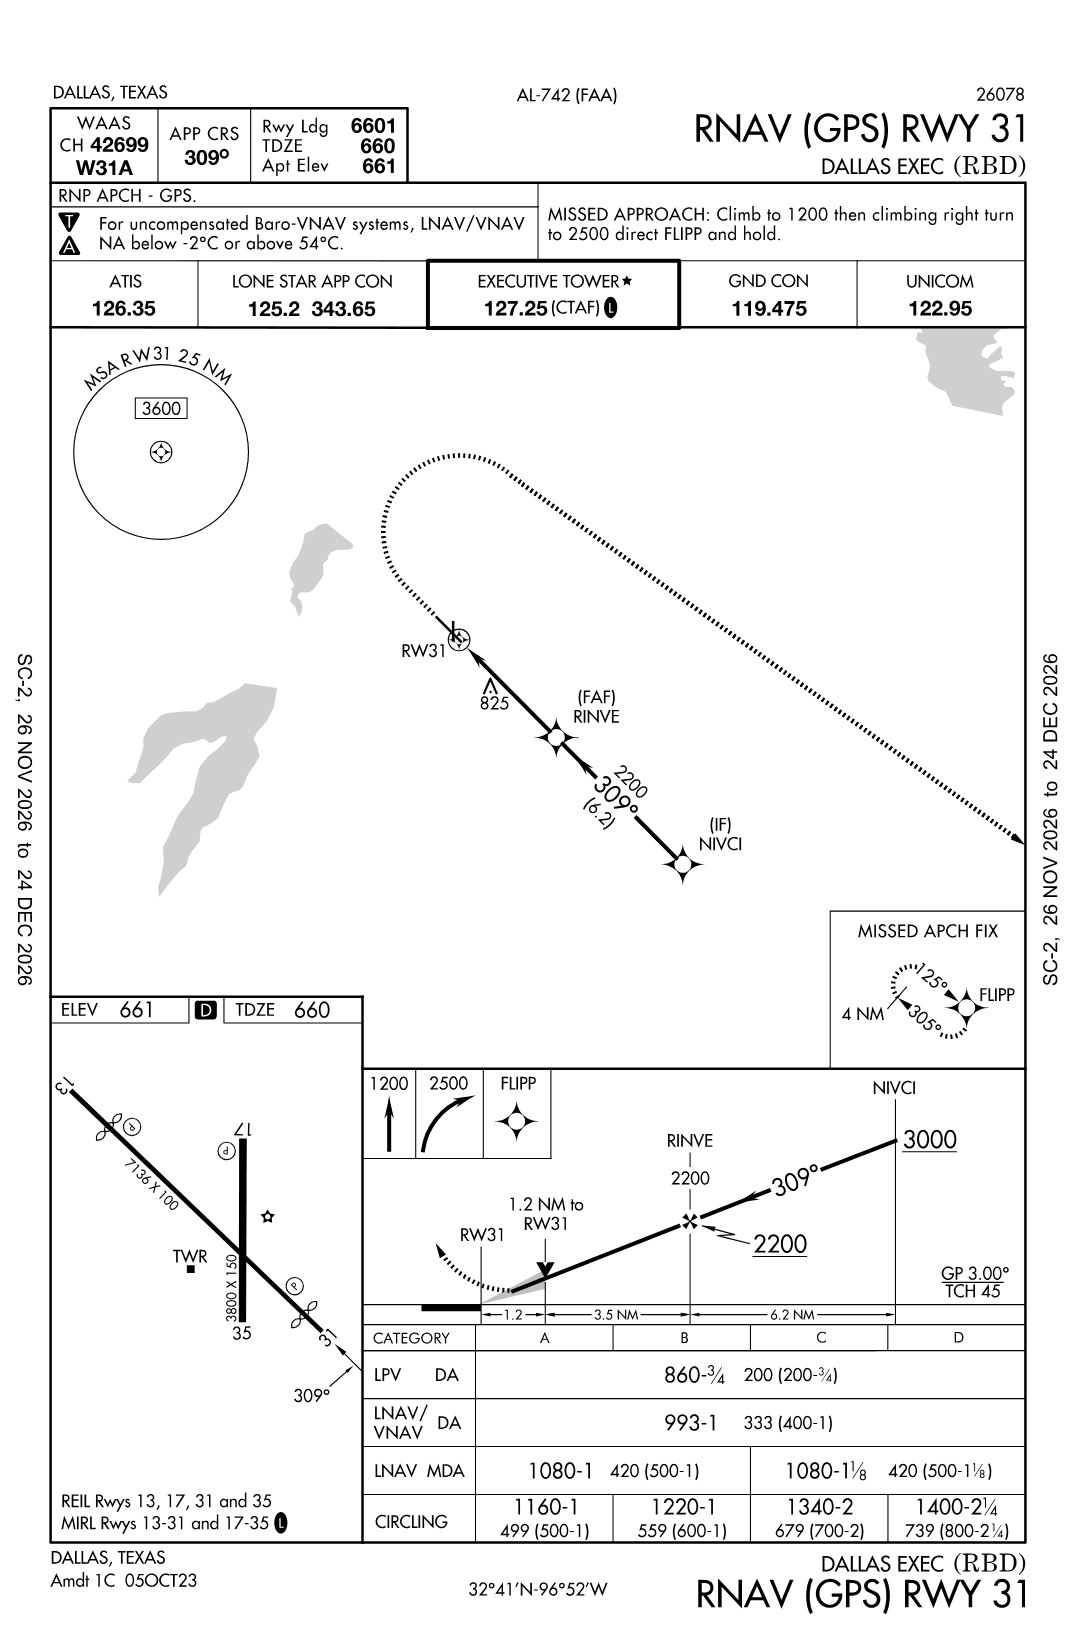 DALLAS, TEXAS
AL-742 (FAA)
26078
WAAS
CH 42699
W31A
APP CRS
309°
Rwy Ldg 6601
TDZE 660
Apt Elev 661
RNAV (GPS) RWY 31
DALLAS EXEC (RBD)
RNP APCH - GPS.
T
A
For uncompensated Baro-VNAV systems, LNAV/VNAV
NA below -2°C or above 54°C.
MISSED APPROACH: Climb to 1200 then climbing right turn
to 2500 direct FLIPP and hold.
ATIS
126.35
LONE STAR APP CON
125.2 343.65
EXECUTIVE TOWER★
127.25 (CTAF) L
GND CON
119.475
UNICOM
122.95
MSA RW31 25 NM
3600
RW31
825
(FAF)
RINVE
2200
309°
(6.2)
(IF)
NIVCI
MISSED APCH FIX
125°
FLIPP
4 NM
305°
SC-2, 26 NOV 2026 to 24 DEC 2026
SC-2, 26 NOV 2026 to 24 DEC 2026
ELEV 661
D
TDZE 660
13
P
17
P
7136 X 100
TWR
3800 X 150
P
35
31
309°
REIL Rwys 13, 17, 31 and 35
MIRL Rwys 13-31 and 17-35 L
1200
2500
FLIPP
NIVCI
3000
RINVE
2200
309°
2200
1.2 NM to
RW31
RW31
GP 3.00°
TCH 45
1.2
3.5 NM
6.2 NM
CATEGORY A B C D
LPV DA 860-¾ 200 (200-¾)
LNAV/
VNAV DA 993-1 333 (400-1)
LNAV MDA 1080-1 420 (500-1) 1080-1⅛ 420 (500-1⅛)
CIRCLING
1160-1
499 (500-1)
1220-1
559 (600-1)
1340-2
679 (700-2)
1400-2¼
739 (800-2¼)
DALLAS, TEXAS
Amdt 1C 05OCT23
32°41'N-96°52'W
DALLAS EXEC (RBD)
RNAV (GPS) RWY 31